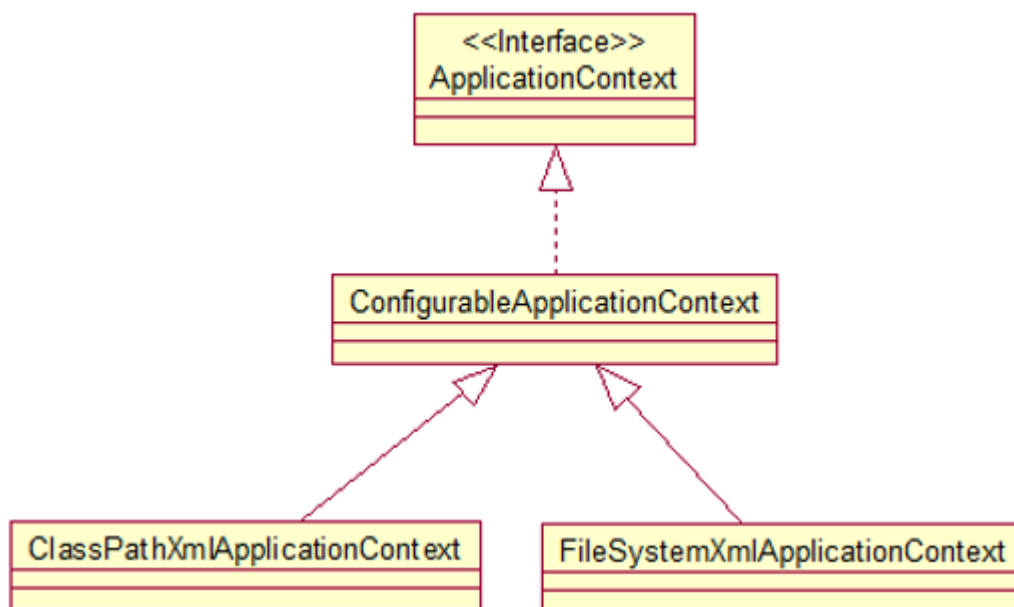 <<Interface>>
ApplicationContext
ConfigurableApplicationContext
ClassPathXmlApplicationContext
FileSystemXmlApplicationContext